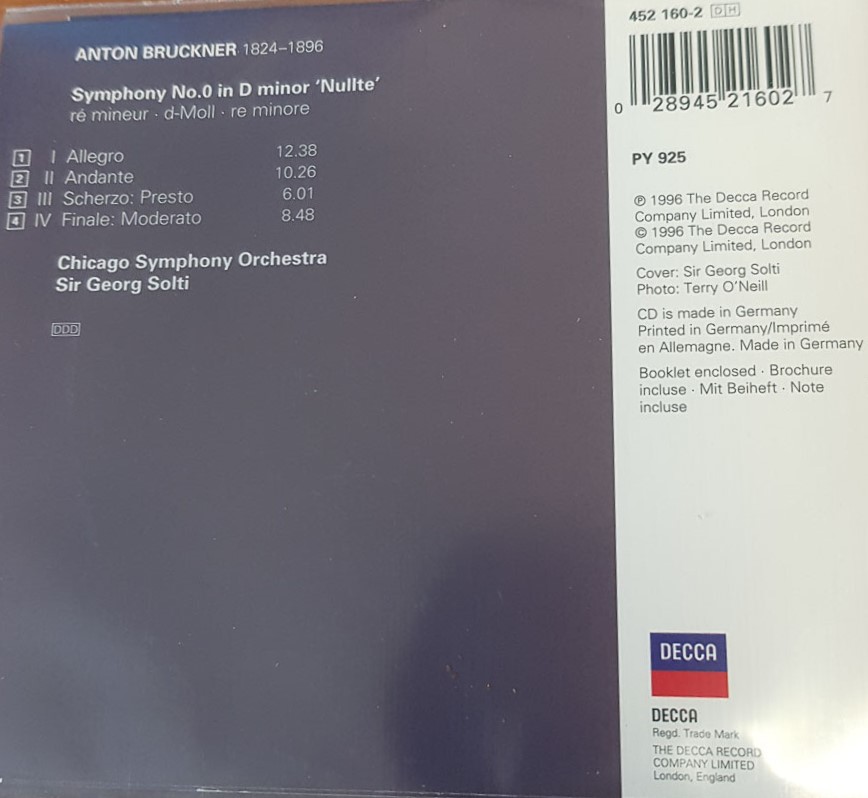 ANTON BRUCKNER 1824–1896
Symphony No.0 in D minor ‘Nullte’
ré mineur · d-Moll · re minore
1 I Allegro 12.38
2 II Andante 10.26
3 III Scherzo: Presto 6.01
4 IV Finale: Moderato 8.48
Chicago Symphony Orchestra
Sir Georg Solti
DDD
452 160-2 DH
0 28945 21602 7
PY 925
℗ 1996 The Decca Record
Company Limited, London
© 1996 The Decca Record
Company Limited, London
Cover: Sir Georg Solti
Photo: Terry O’Neill
CD is made in Germany
Printed in Germany/Imprimé
en Allemagne. Made in Germany
Booklet enclosed · Brochure
incluse · Mit Beiheft · Note
incluse
DECCA
DECCA
Regd. Trade Mark
THE DECCA RECORD
COMPANY LIMITED
London, England